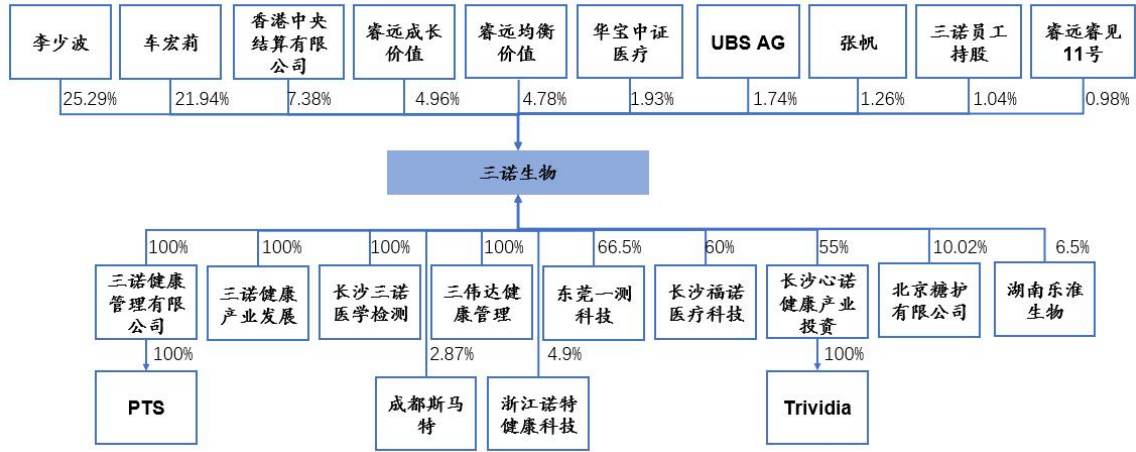 李少波
车宏莉
香港中央
结算有限
公司
睿远成长
价值
睿远均衡
价值
华宝中证
医疗
UBS AG
张帆
三诺员工
持股
睿远睿见
11号
25.29%
21.94%
7.38%
4.96%
4.78%
1.93%
1.74%
1.26%
1.04%
0.98%
三诺生物
100%
100%
100%
100%
66.5%
60%
55%
10.02%
6.5%
三诺健康
管理有限
公司
三诺健康
产业发展
长沙三诺
医学检测
三伟达健
康管理
东莞一测
科技
长沙福诺
医疗科技
长沙心诺
健康产业
投资
北京糖护
有限公司
湖南乐准
生物
100%
2.87%
4.9%
100%
PTS
成都斯马
特
浙江诺特
健康科技
Trividia